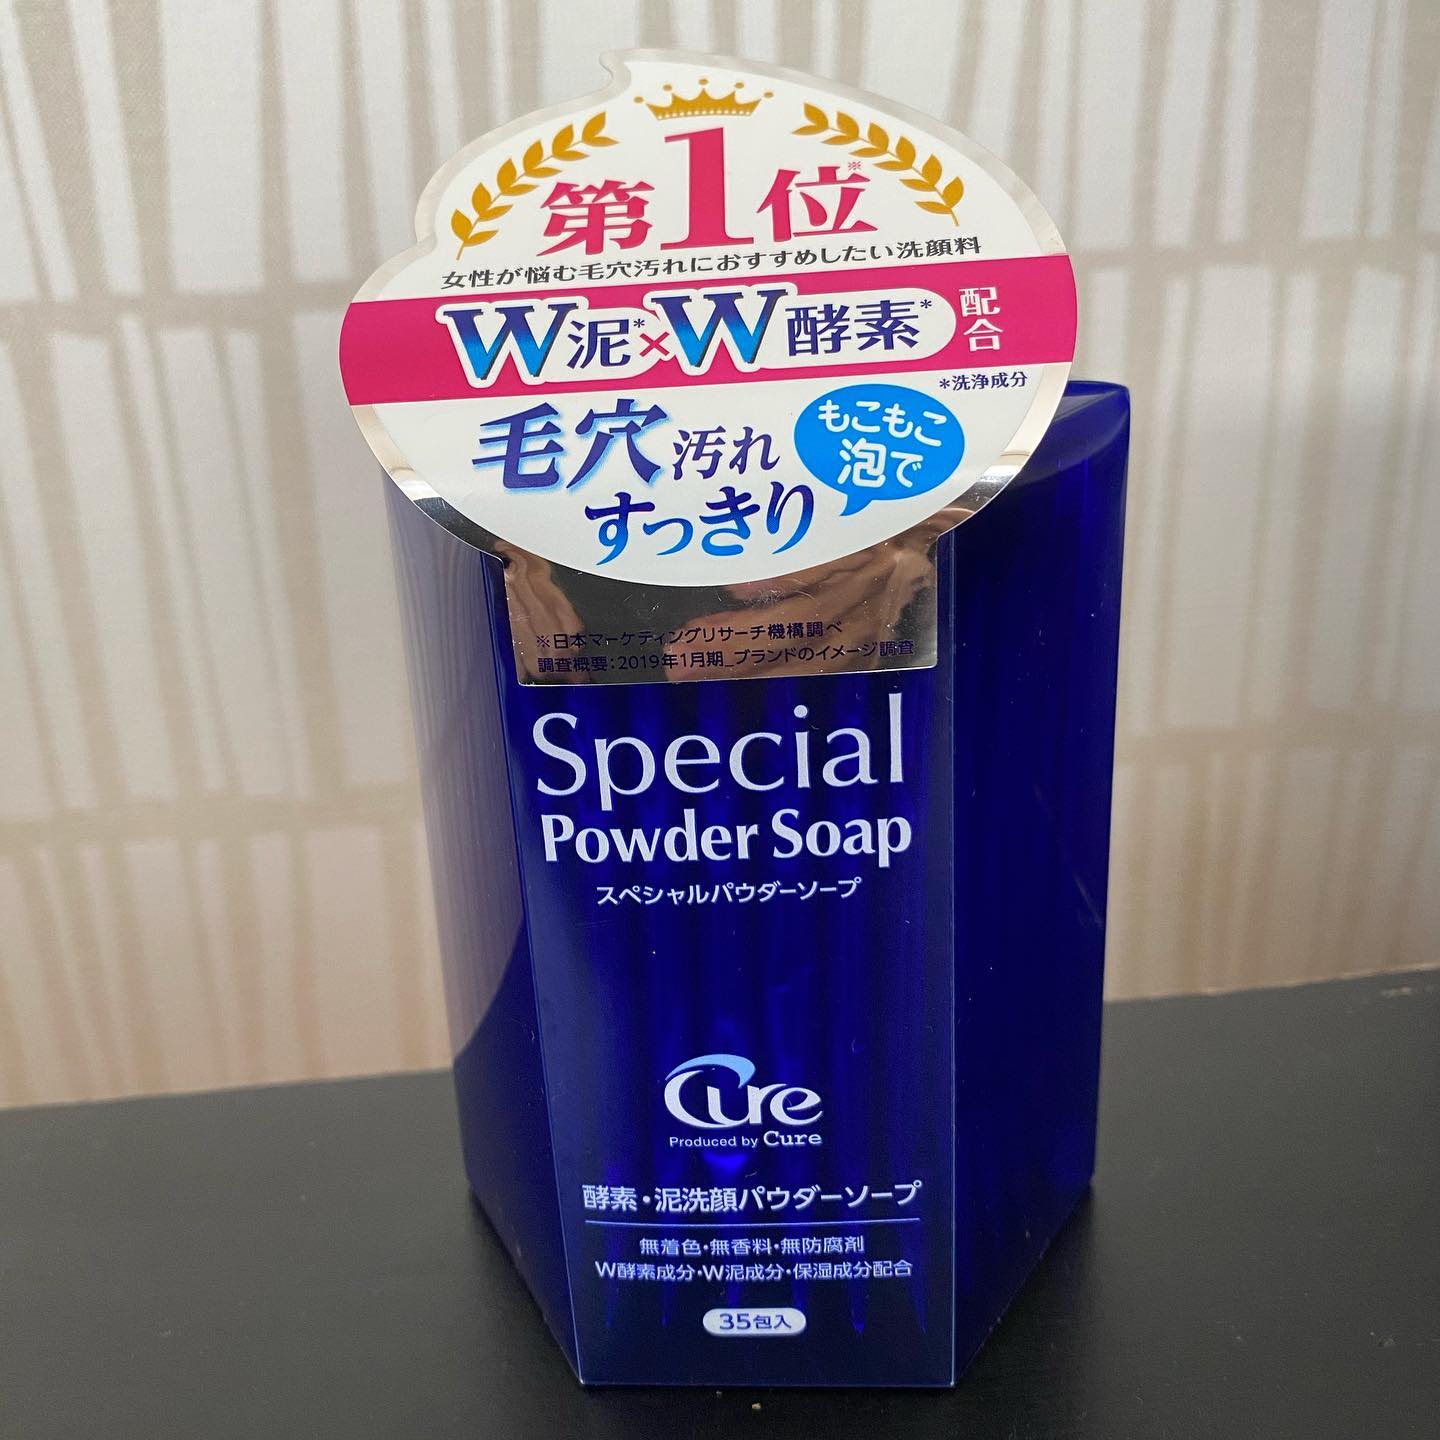 第1位※
女性が悩む毛穴汚れにおすすめしたい洗顔料
W泥*×W酵素*配合
*洗浄成分
毛穴汚れ
すっきり
もこもこ
泡で
※日本マーケティングリサーチ機構調べ
調査概要:2019年1月期_ブランドのイメージ調査
Special
Powder Soap
スペシャルパウダーソープ
Cure
Produced by Cure
酵素・泥洗顔パウダーソープ
無着色・無香料・無防腐剤
W酵素成分・W泥成分・保湿成分配合
35包入